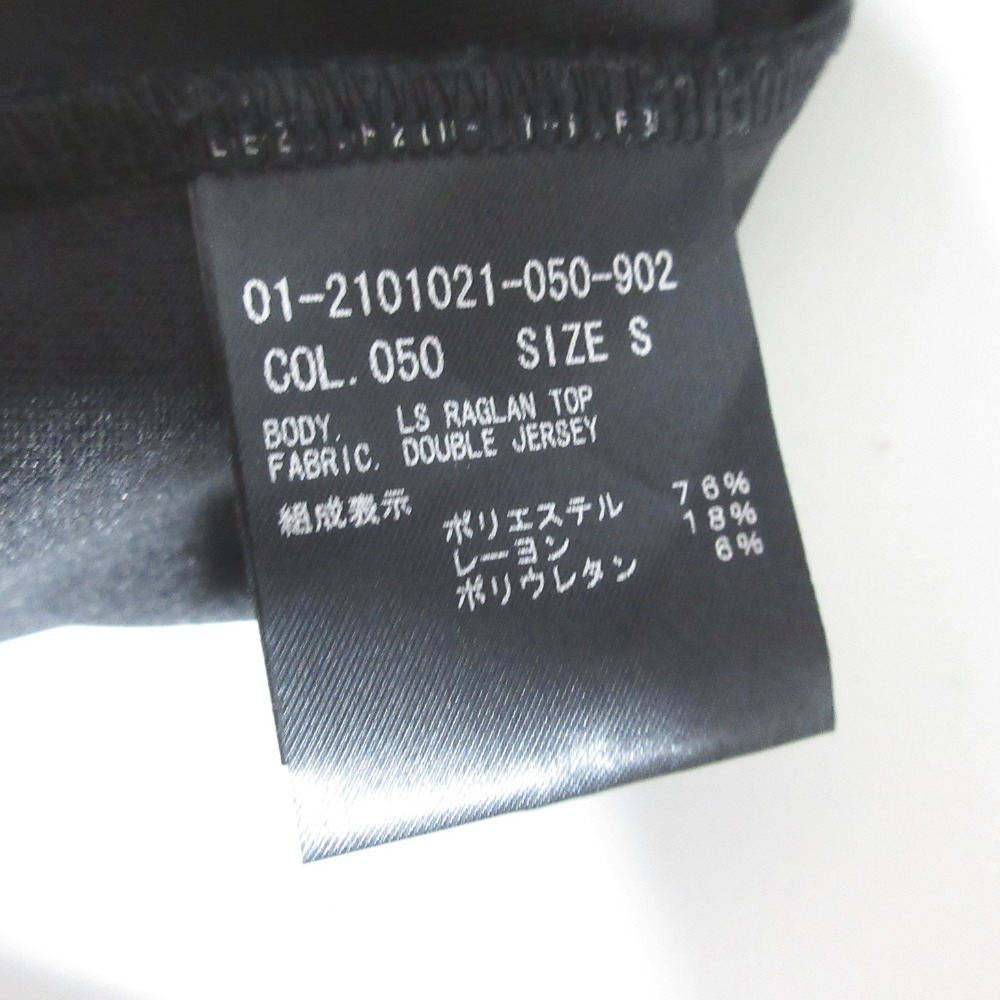 01-2101021-050-902
COL. 050 SIZE S
BODY. LS RAGLAN TOP
FABRIC. DOUBLE JERSEY
組成表示
ポリエステル 76%
レーヨン 18%
ポリウレタン 6%